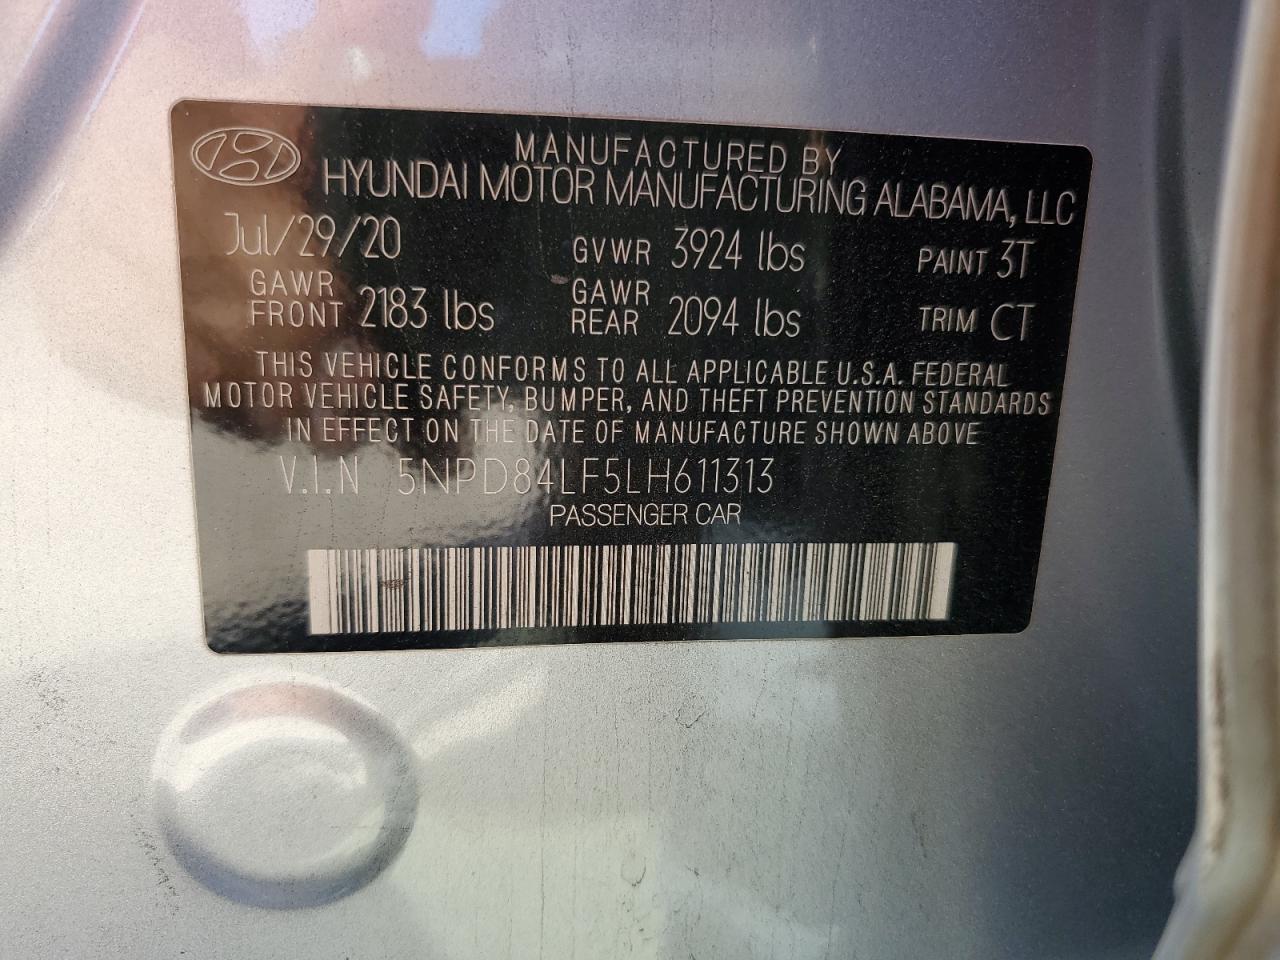 MANUFACTURED BY
HYUNDAI MOTOR MANUFACTURING ALABAMA, LLC
Jul/29/20 GVWR 3924 lbs PAINT 3T
GAWR FRONT 2183 lbs GAWR REAR 2094 lbs TRIM CT
THIS VEHICLE CONFORMS TO ALL APPLICABLE U.S.A. FEDERAL
MOTOR VEHICLE SAFETY, BUMPER, AND THEFT PREVENTION STANDARDS
IN EFFECT ON THE DATE OF MANUFACTURE SHOWN ABOVE
V.I.N 5NPD84LF5LH611313
PASSENGER CAR